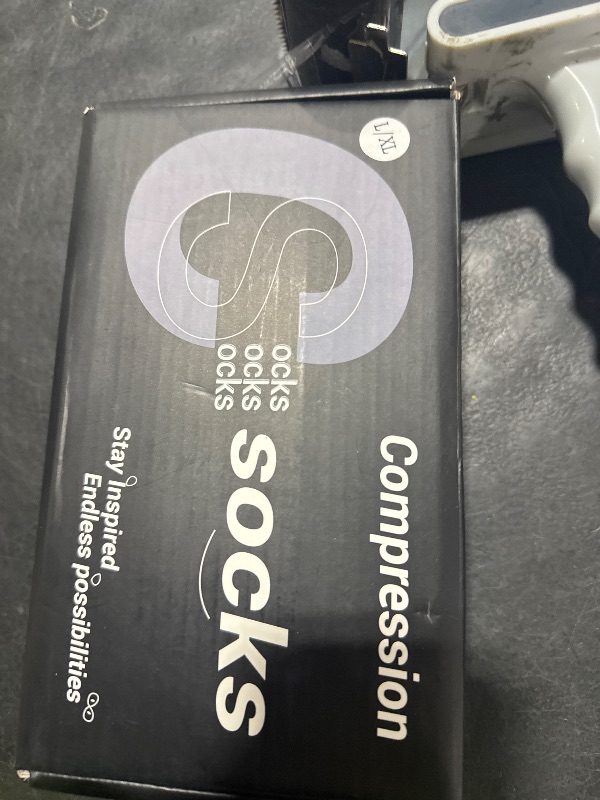 L/XL
Compression
S
ocks
ocks
ocks
socks
Stay Inspired
Endless possibilities